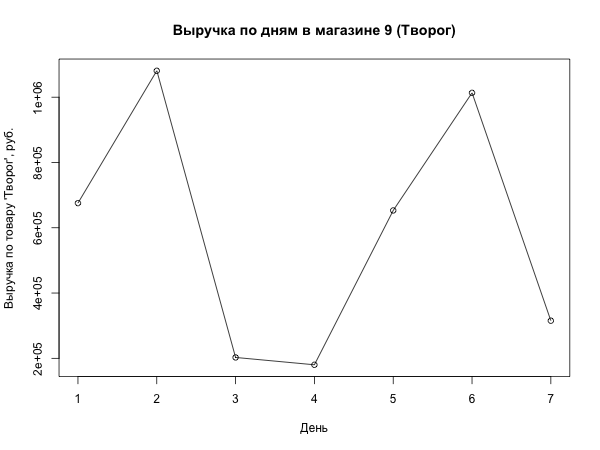 Выручка по дням в магазине 9 (Творог)
Выручка по товару 'Творог', руб.
1e+06
8e+05
6e+05
4e+05
2e+05
1 2 3 4 5 6 7
День